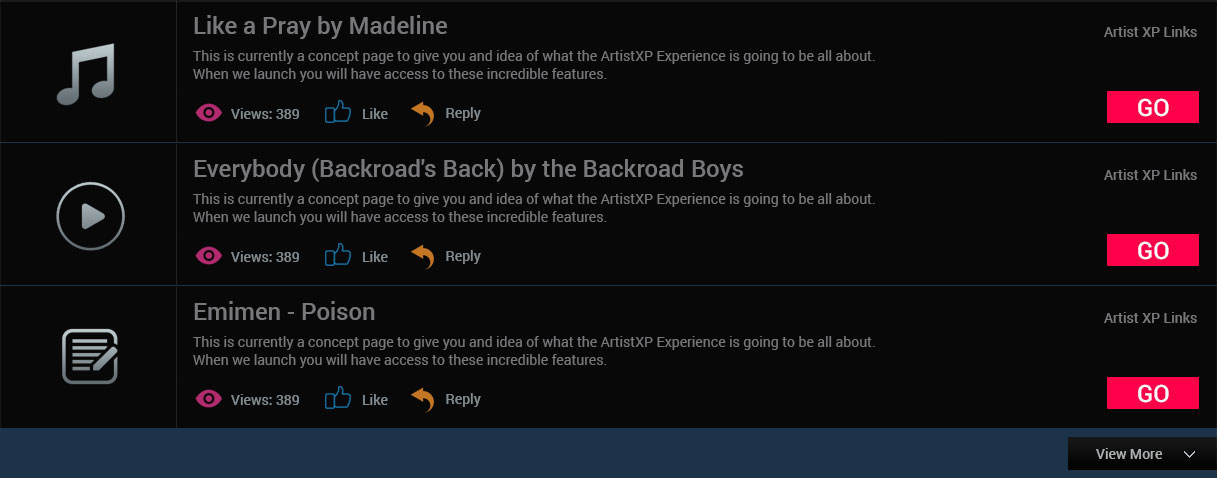 Like a Pray by Madeline
Artist XP Links
This is currently a concept page to give you and idea of what the ArtistXP Experience is going to be all about.
When we launch you will have access to these incredible features.
Views: 389 Like Reply
GO
Everybody (Backroad's Back) by the Backroad Boys
Artist XP Links
This is currently a concept page to give you and idea of what the ArtistXP Experience is going to be all about.
When we launch you will have access to these incredible features.
Views: 389 Like Reply
GO
Emimen - Poison
Artist XP Links
This is currently a concept page to give you and idea of what the ArtistXP Experience is going to be all about.
When we launch you will have access to these incredible features.
Views: 389 Like Reply
GO
View More